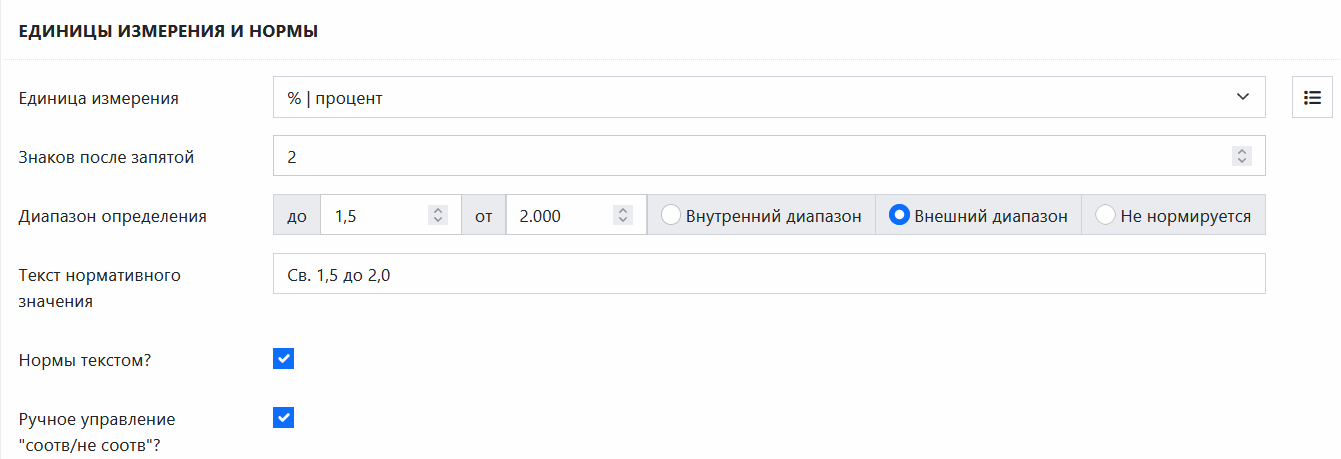 ЕДИНИЦЫ ИЗМЕРЕНИЯ И НОРМЫ
Единица измерения % | процент
Знаков после запятой 2
Диапазон определения до 1,5 от 2.000 Внутренний диапазон Внешний диапазон Не нормируется
Текст нормативного Св. 1,5 до 2,0
значения
Нормы текстом?
Ручное управление
"соотв/не соотв"?